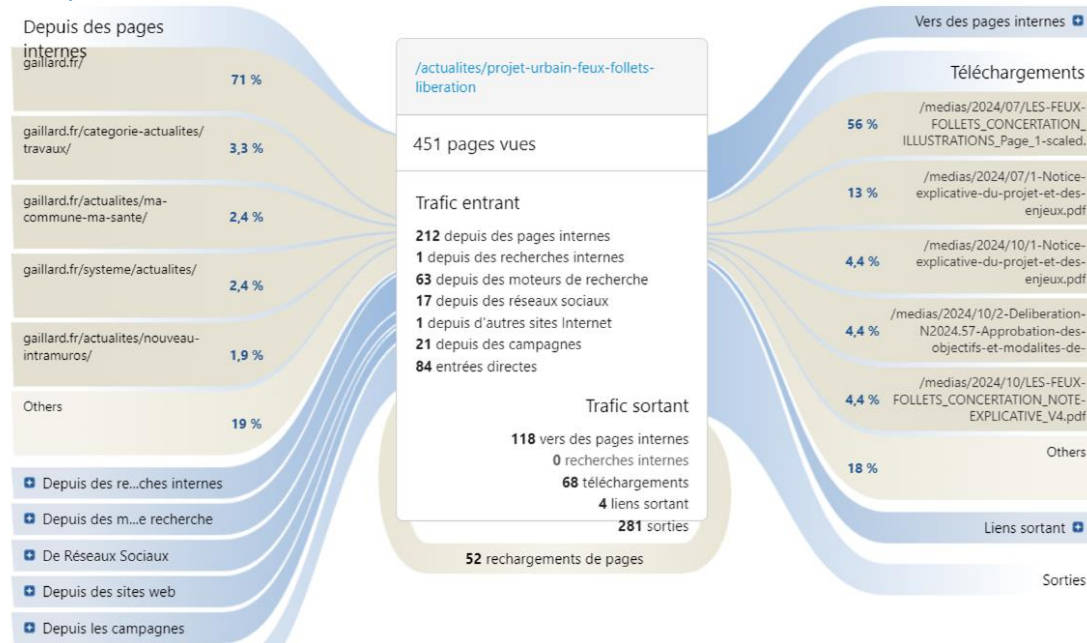 Depuis des pages
internes
gaillard.fr/
71 %
gaillard.fr/categorie-actualites/
travaux/
3,3 %
gaillard.fr/actualites/ma-
commune-ma-sante/
2,4 %
gaillard.fr/systeme/actualites/
2,4 %
gaillard.fr/actualites/nouveau-
intramuros/
1,9 %
Others
19 %
Depuis des re...ches internes
Depuis des m...e recherche
De Réseaux Sociaux
Depuis des sites web
Depuis les campagnes
/actualites/projet-urbain-feux-follets-
liberation
451 pages vues
Trafic entrant
212 depuis des pages internes
1 depuis des recherches internes
63 depuis des moteurs de recherche
17 depuis des réseaux sociaux
1 depuis d'autres sites Internet
21 depuis des campagnes
84 entrées directes
Trafic sortant
118 vers des pages internes
0 recherches internes
68 téléchargements
4 liens sortant
281 sorties
52 rechargements de pages
Vers des pages internes
Téléchargements
/medias/2024/07/LES-FEUX-
56 % FOLLETS_CONCERTATION_
ILLUSTRATIONS_Page_1-scaled.
/medias/2024/07/1-Notice-
13 % explicative-du-projet-et-des-
enjeux.pdf
/medias/2024/10/1-Notice-
4,4 % explicative-du-projet-et-des-
enjeux.pdf
/medias/2024/10/2-Deliberation-
4,4 % N2024.57-Approbation-des-
objectifs-et-modalites-de-
/medias/2024/10/LES-FEUX-
4,4 % FOLLETS_CONCERTATION_NOTE-
EXPLICATIVE_V4.pdf
Others
18 %
Liens sortant
Sorties